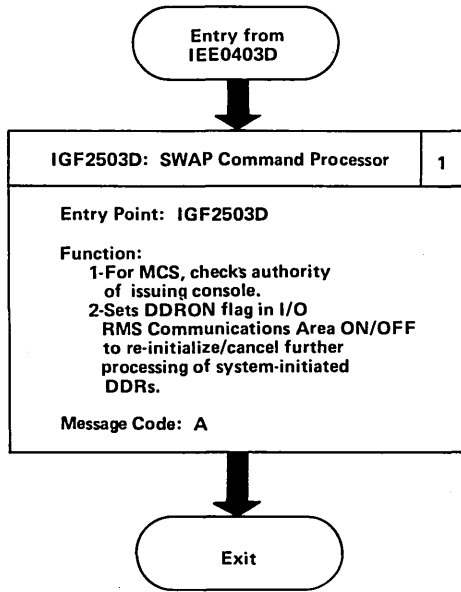 Entry from
IEE0403D
IGF2503D: SWAP Command Processor 1
Entry Point: IGF2503D
Function:
1-For MCS, checks authority
of issuing console.
2-Sets DDRON flag in I/O
RMS Communications Area ON/OFF
to re-initialize/cancel further
processing of system-initiated
DDRs.
Message Code: A
Exit